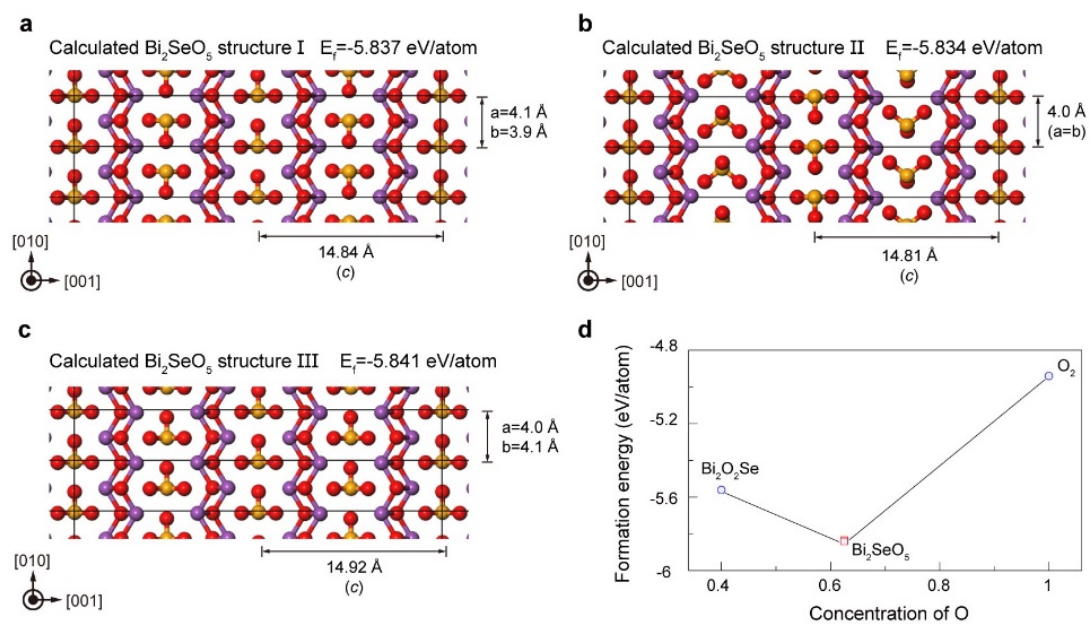 a
Calculated Bi₂SeO₅ structure I E_f=-5.837 eV/atom
a=4.1 Å
b=3.9 Å
14.84 Å
(c)
[010]
[001]
b
Calculated Bi₂SeO₅ structure II E_f=-5.834 eV/atom
4.0 Å
(a=b)
14.81 Å
(c)
[010]
[001]
c
Calculated Bi₂SeO₅ structure III E_f=-5.841 eV/atom
a=4.0 Å
b=4.1 Å
14.92 Å
(c)
[010]
[001]
d
Formation energy (eV/atom)
-4.8
-5.2
-5.6
-6
O₂
Bi₂O₂Se
Bi₂SeO₅
0.4 0.6 0.8 1
Concentration of O